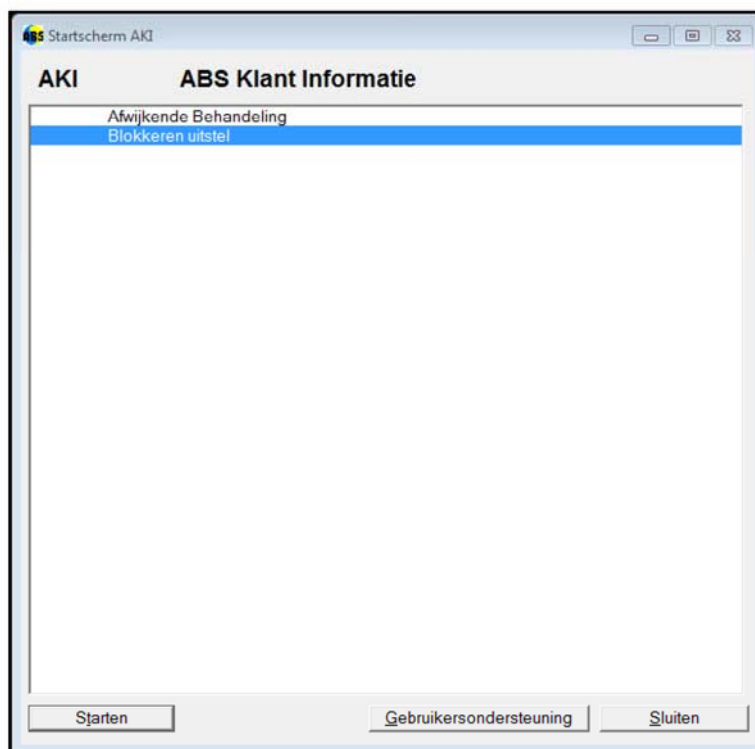 ABS Startscherm AKI
AKI ABS Klant Informatie
Afwijkende Behandeling
Blokkeren uitstel
Starten Gebruikersondersteuning Sluiten